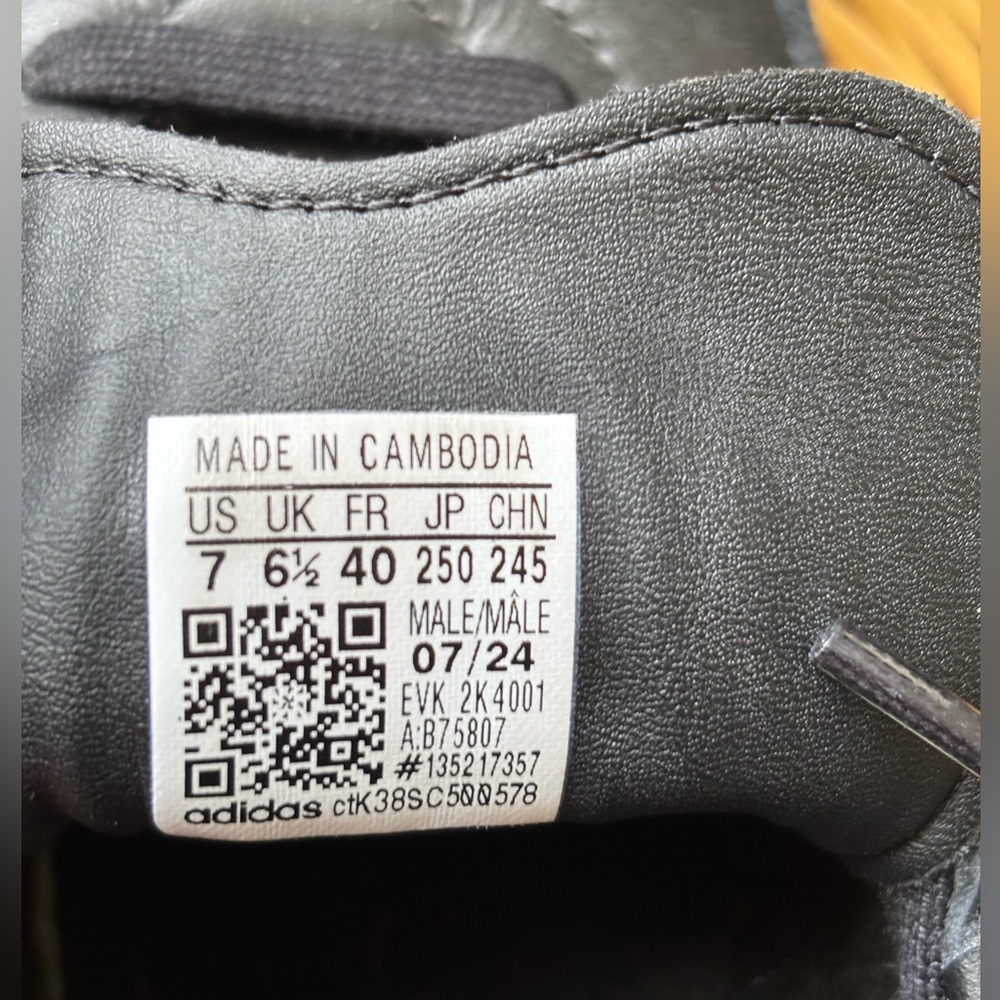 MADE IN CAMBODIA
US UK FR JP CHN
7 6½ 40 250 245
MALE/MÂLE
07/24
EVK 2K4001
A:B75807
#135217357
adidas ctK38SC500578